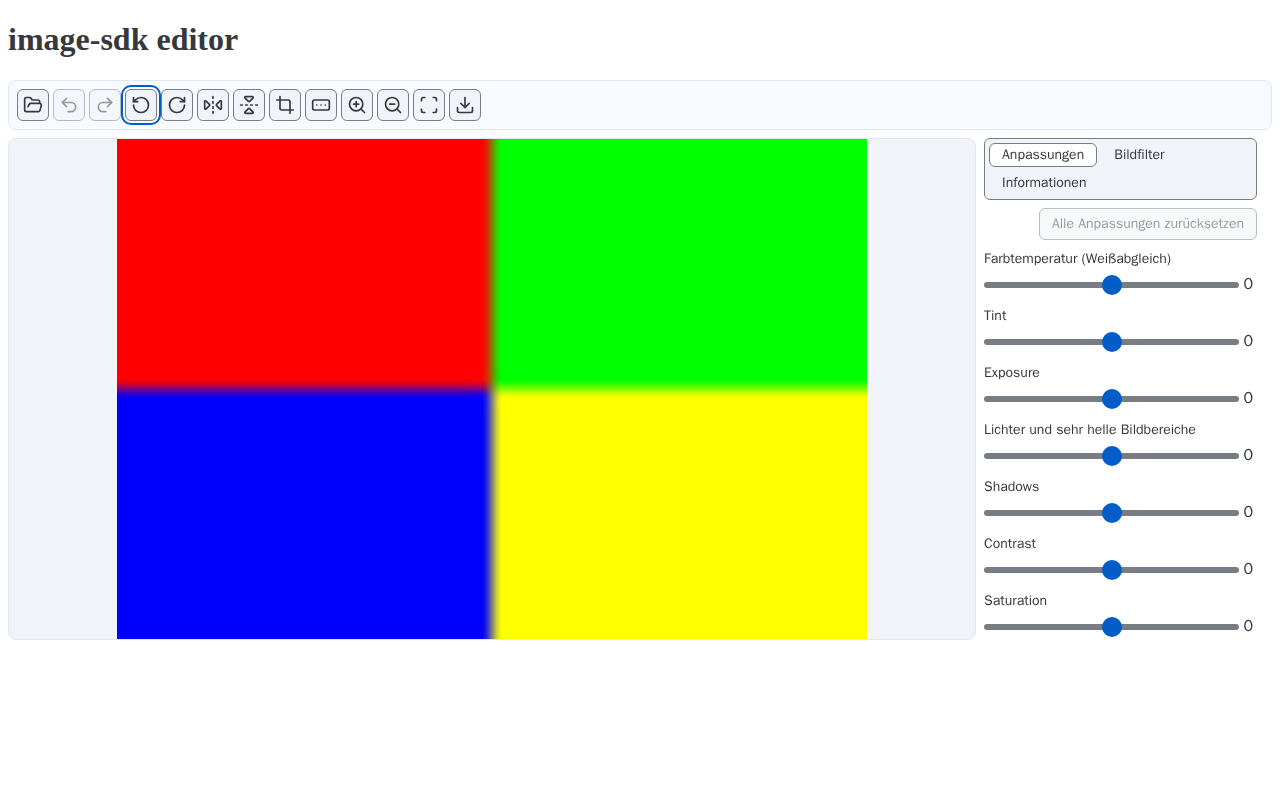 image-sdk editor
Anpassungen Bildfilter
Informationen
Alle Anpassungen zurücksetzen
Farbtemperatur (Weißabgleich)
0
Tint
0
Exposure
0
Lichter und sehr helle Bildbereiche
0
Shadows
0
Contrast
0
Saturation
0